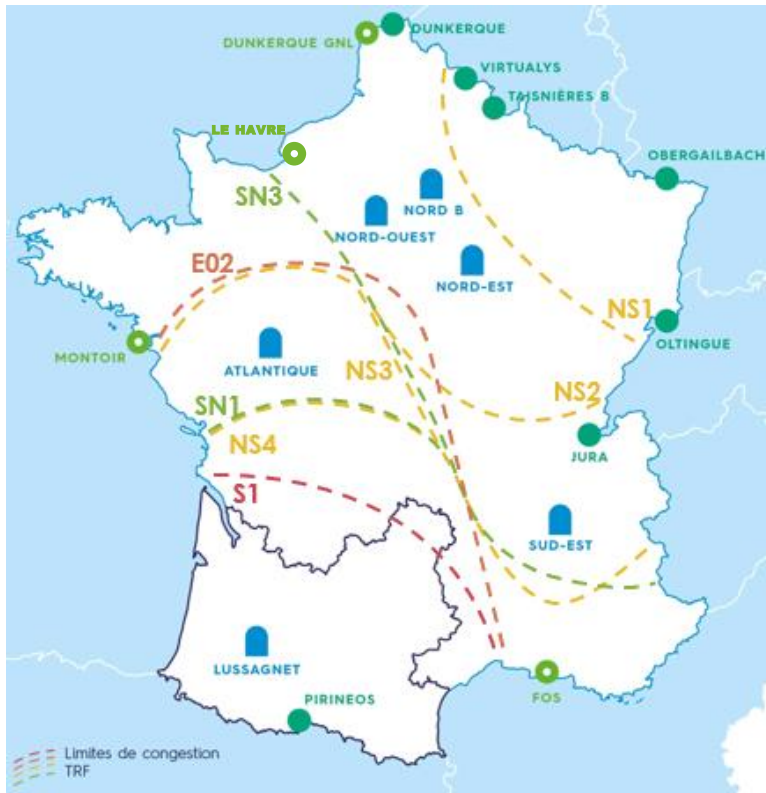 DUNKERQUE
DUNKERQUE GNL
VIRTUALYS
TAISNIÈRES B
LE HAVRE
OBERGAILBACH
SN3
NORD B
NORD-OUEST
E02
NORD-EST
NS1
OLTINGUE
MONTOIR
ATLANTIQUE
NS3
NS2
SN1
NS4
JURA
S1
SUD-EST
LUSSAGNET
PIRINEOS
FOS
Limites de congestion
TRF